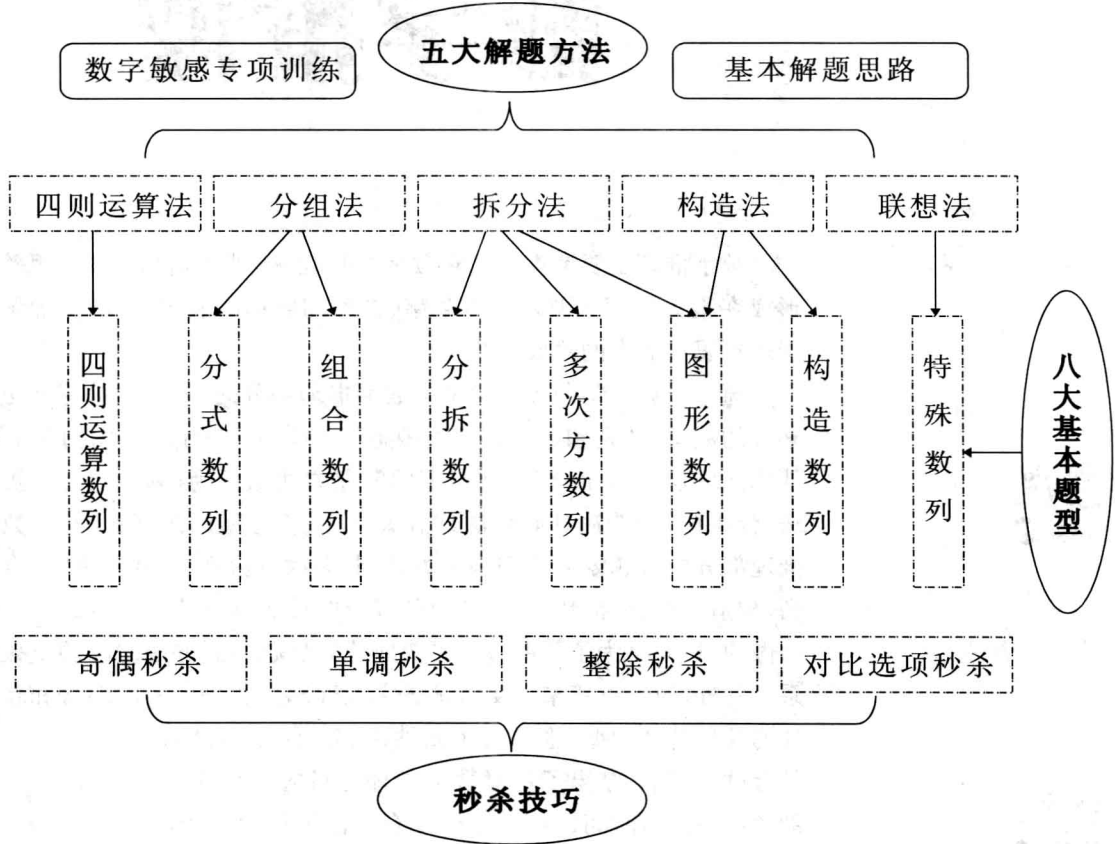 五大解题方法
数字敏感专项训练
基本解题思路
四则运算法
分组法
拆分法
构造法
联想法
四则运算数列
分式数列
组合数列
分拆数列
多次方数列
图形数列
构造数列
特殊数列
八大基本题型
奇偶秒杀
单调秒杀
整除秒杀
对比选项秒杀
秒杀技巧